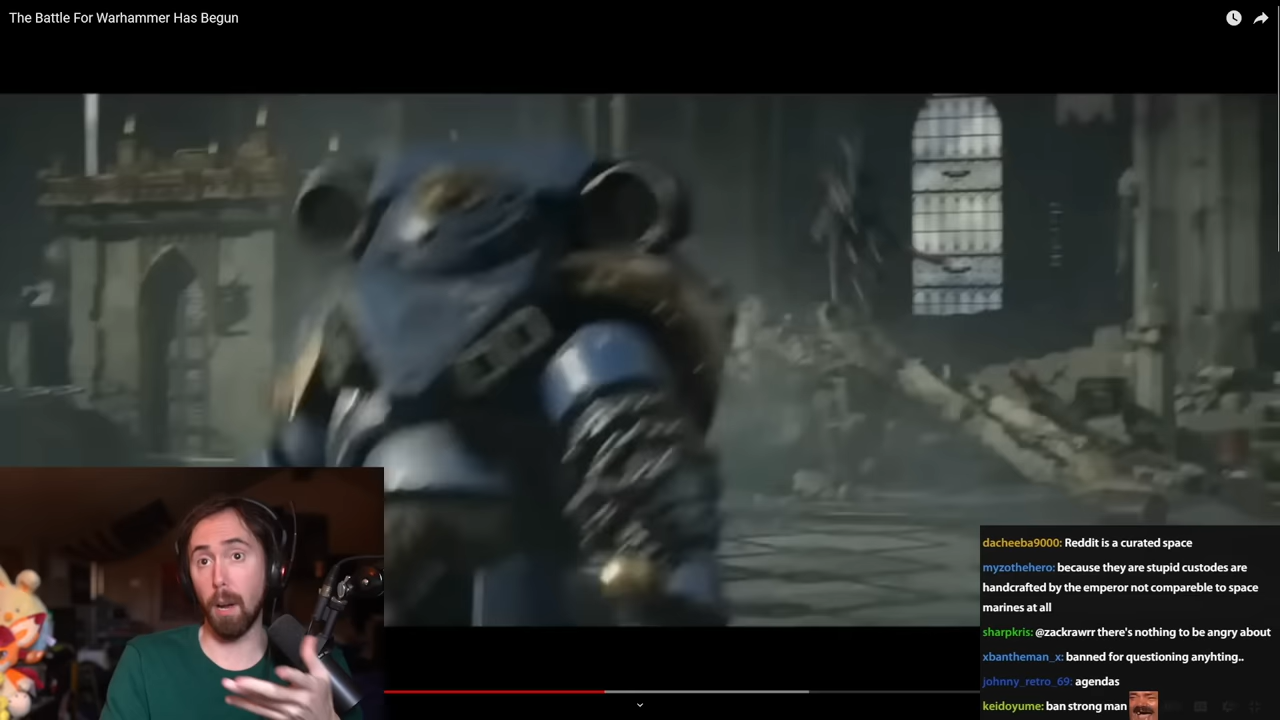 The Battle For Warhammer Has Begun
dacheeba9000: Reddit is a curated space
myzothehero: because they are stupid custodes are
handcrafted by the emperor not compareble to space
marines at all
sharpkris: @zackrawrr there's nothing to be angry about
xbantheman_x: banned for questioning anyhting..
johnny_retro_69: agendas
keidoyume: ban strong man